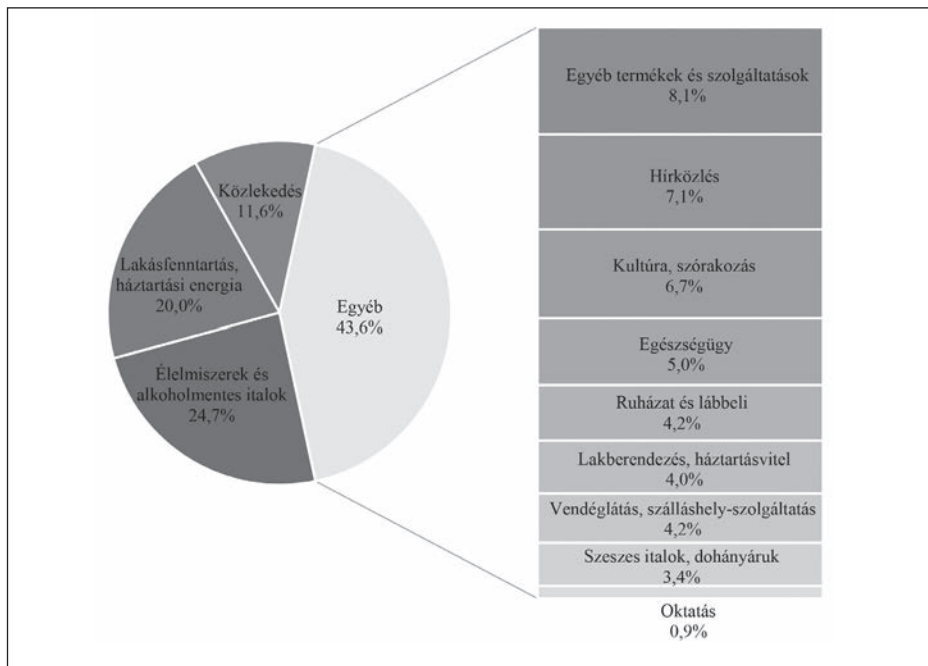 Közlekedés
11,6%
Lakásfenntartás,
háztartási energia
20,0%
Élelmiszerek és
alkoholmentes italok
24,7%
Egyéb
43,6%
Egyéb termékek és szolgáltatások
8,1%
Hírközlés
7,1%
Kultúra, szórakozás
6,7%
Egészségügy
5,0%
Ruházat és lábbeli
4,2%
Lakberendezés, háztartásvitel
4,0%
Vendéglátás, szálláshely-szolgáltatás
4,2%
Szeszes italok, dohányáruk
3,4%
Oktatás
0,9%